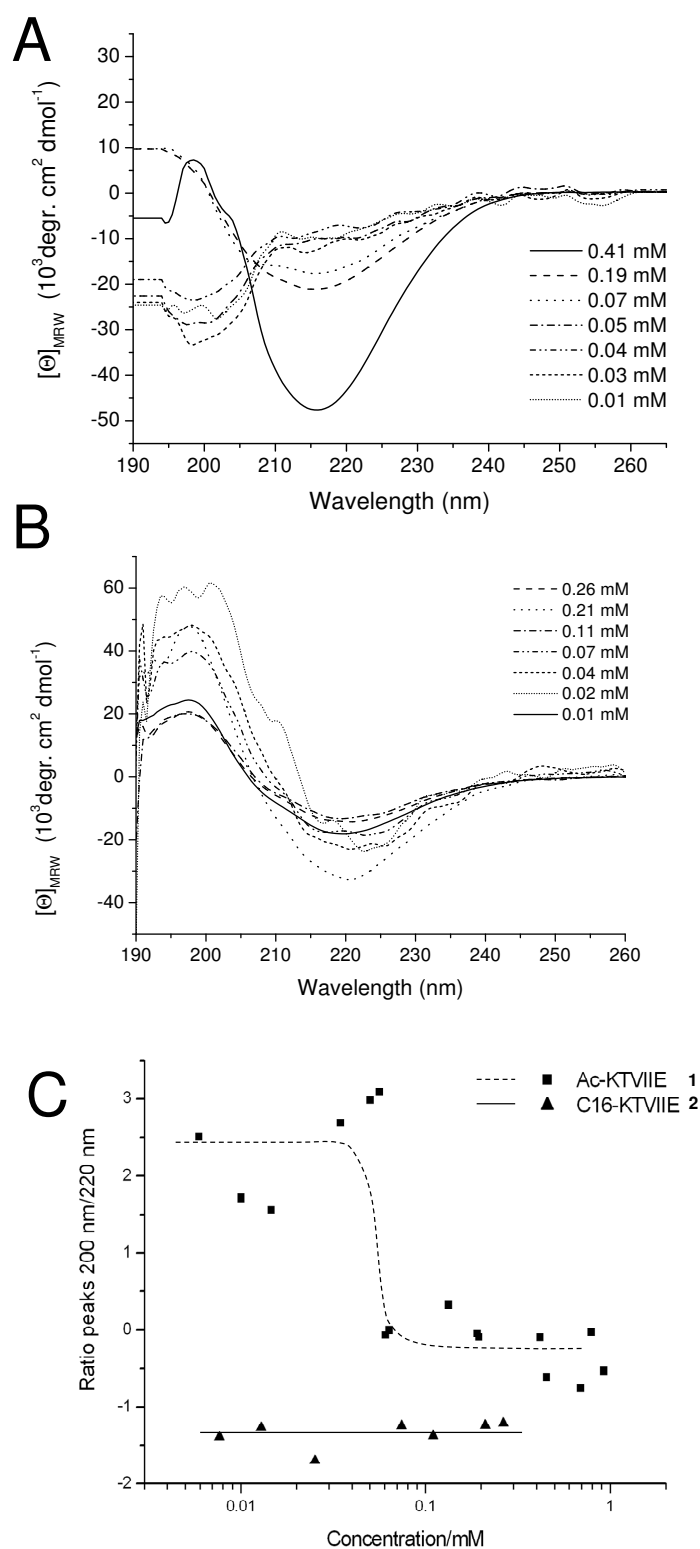 A
[Θ]MRW (10³degr. cm² dmol⁻¹)
30
20
10
0
-10
-20
-30
-40
-50
0.41 mM
0.19 mM
0.07 mM
0.05 mM
0.04 mM
0.03 mM
0.01 mM
190 200 210 220 230 240 250 260
Wavelength (nm)
B
[Θ]MRW (10³degr. cm² dmol⁻¹)
60
40
20
0
-20
-40
0.26 mM
0.21 mM
0.11 mM
0.07 mM
0.04 mM
0.02 mM
0.01 mM
190 200 210 220 230 240 250 260
Wavelength (nm)
C
Ratio peaks 200 nm/220 nm
3
2
1
0
-1
-2
Ac-KTVIIE 1
C16-KTVIIE 2
0.01 0.1 1
Concentration/mM